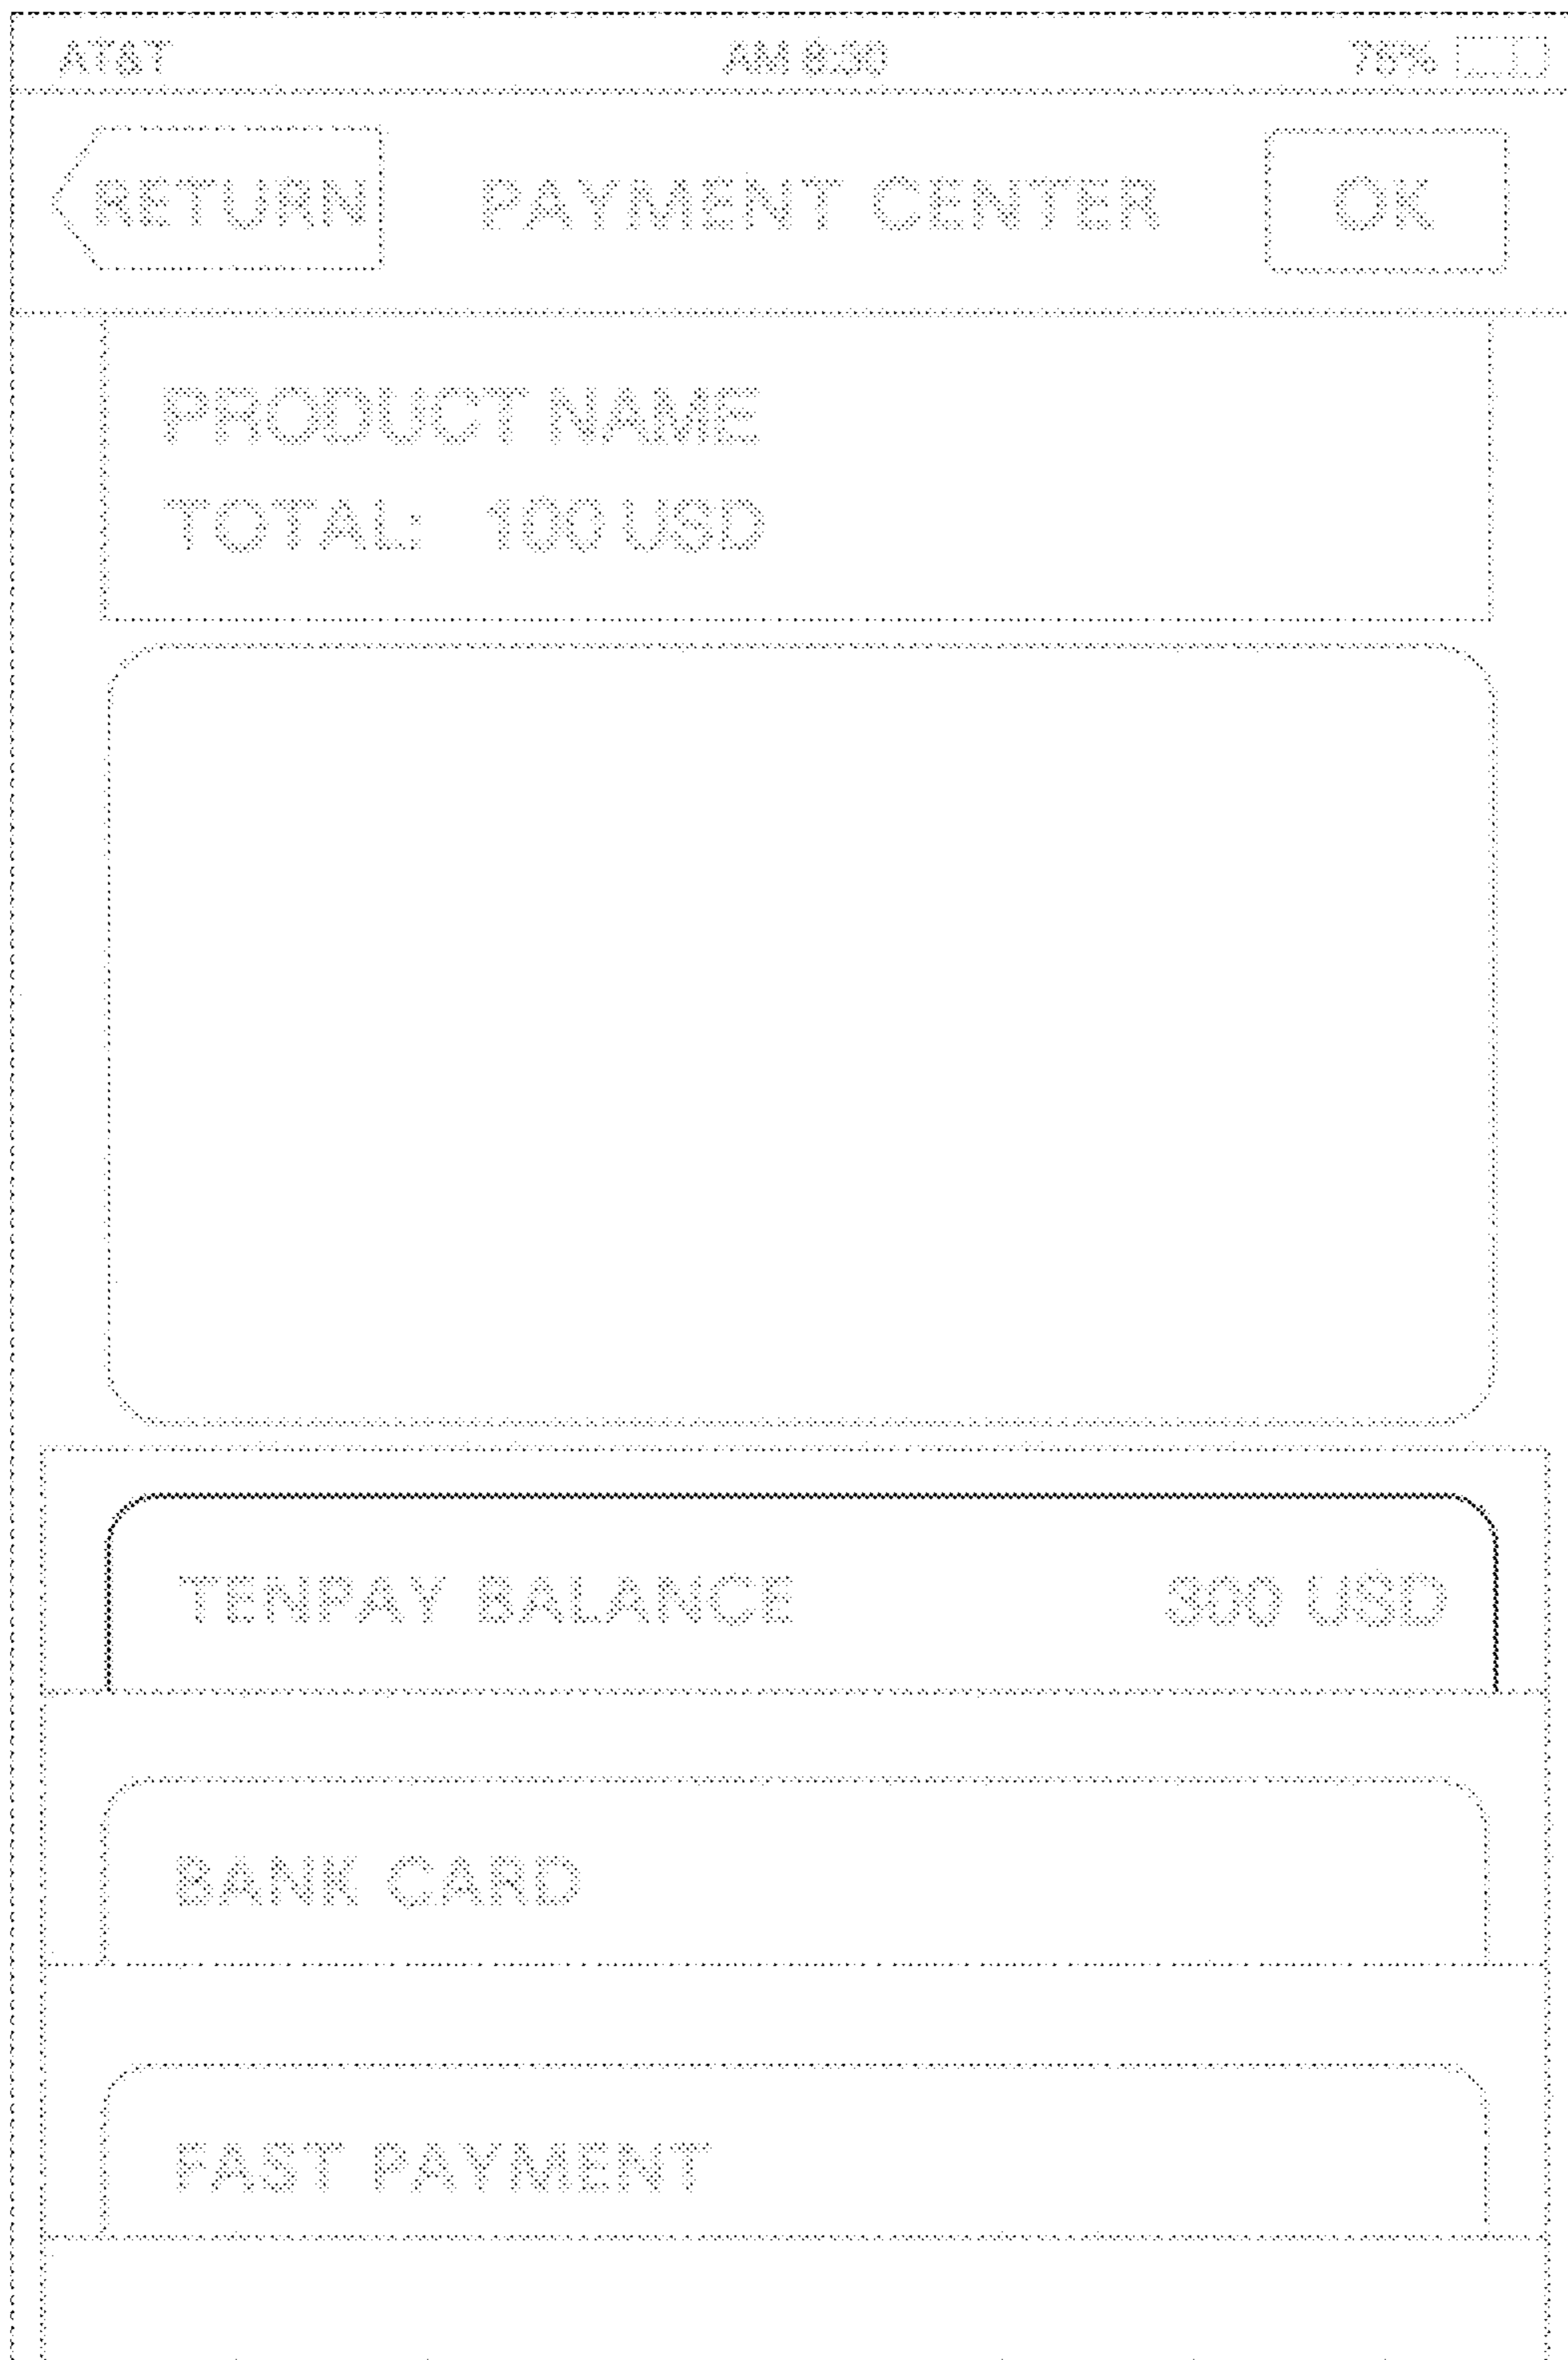 AT&T AM 8:30 75%
RETURN PAYMENT CENTER OK
PRODUCT NAME
TOTAL: 100 USD
TENPAY BALANCE 300 USD
BANK CARD
FAST PAYMENT